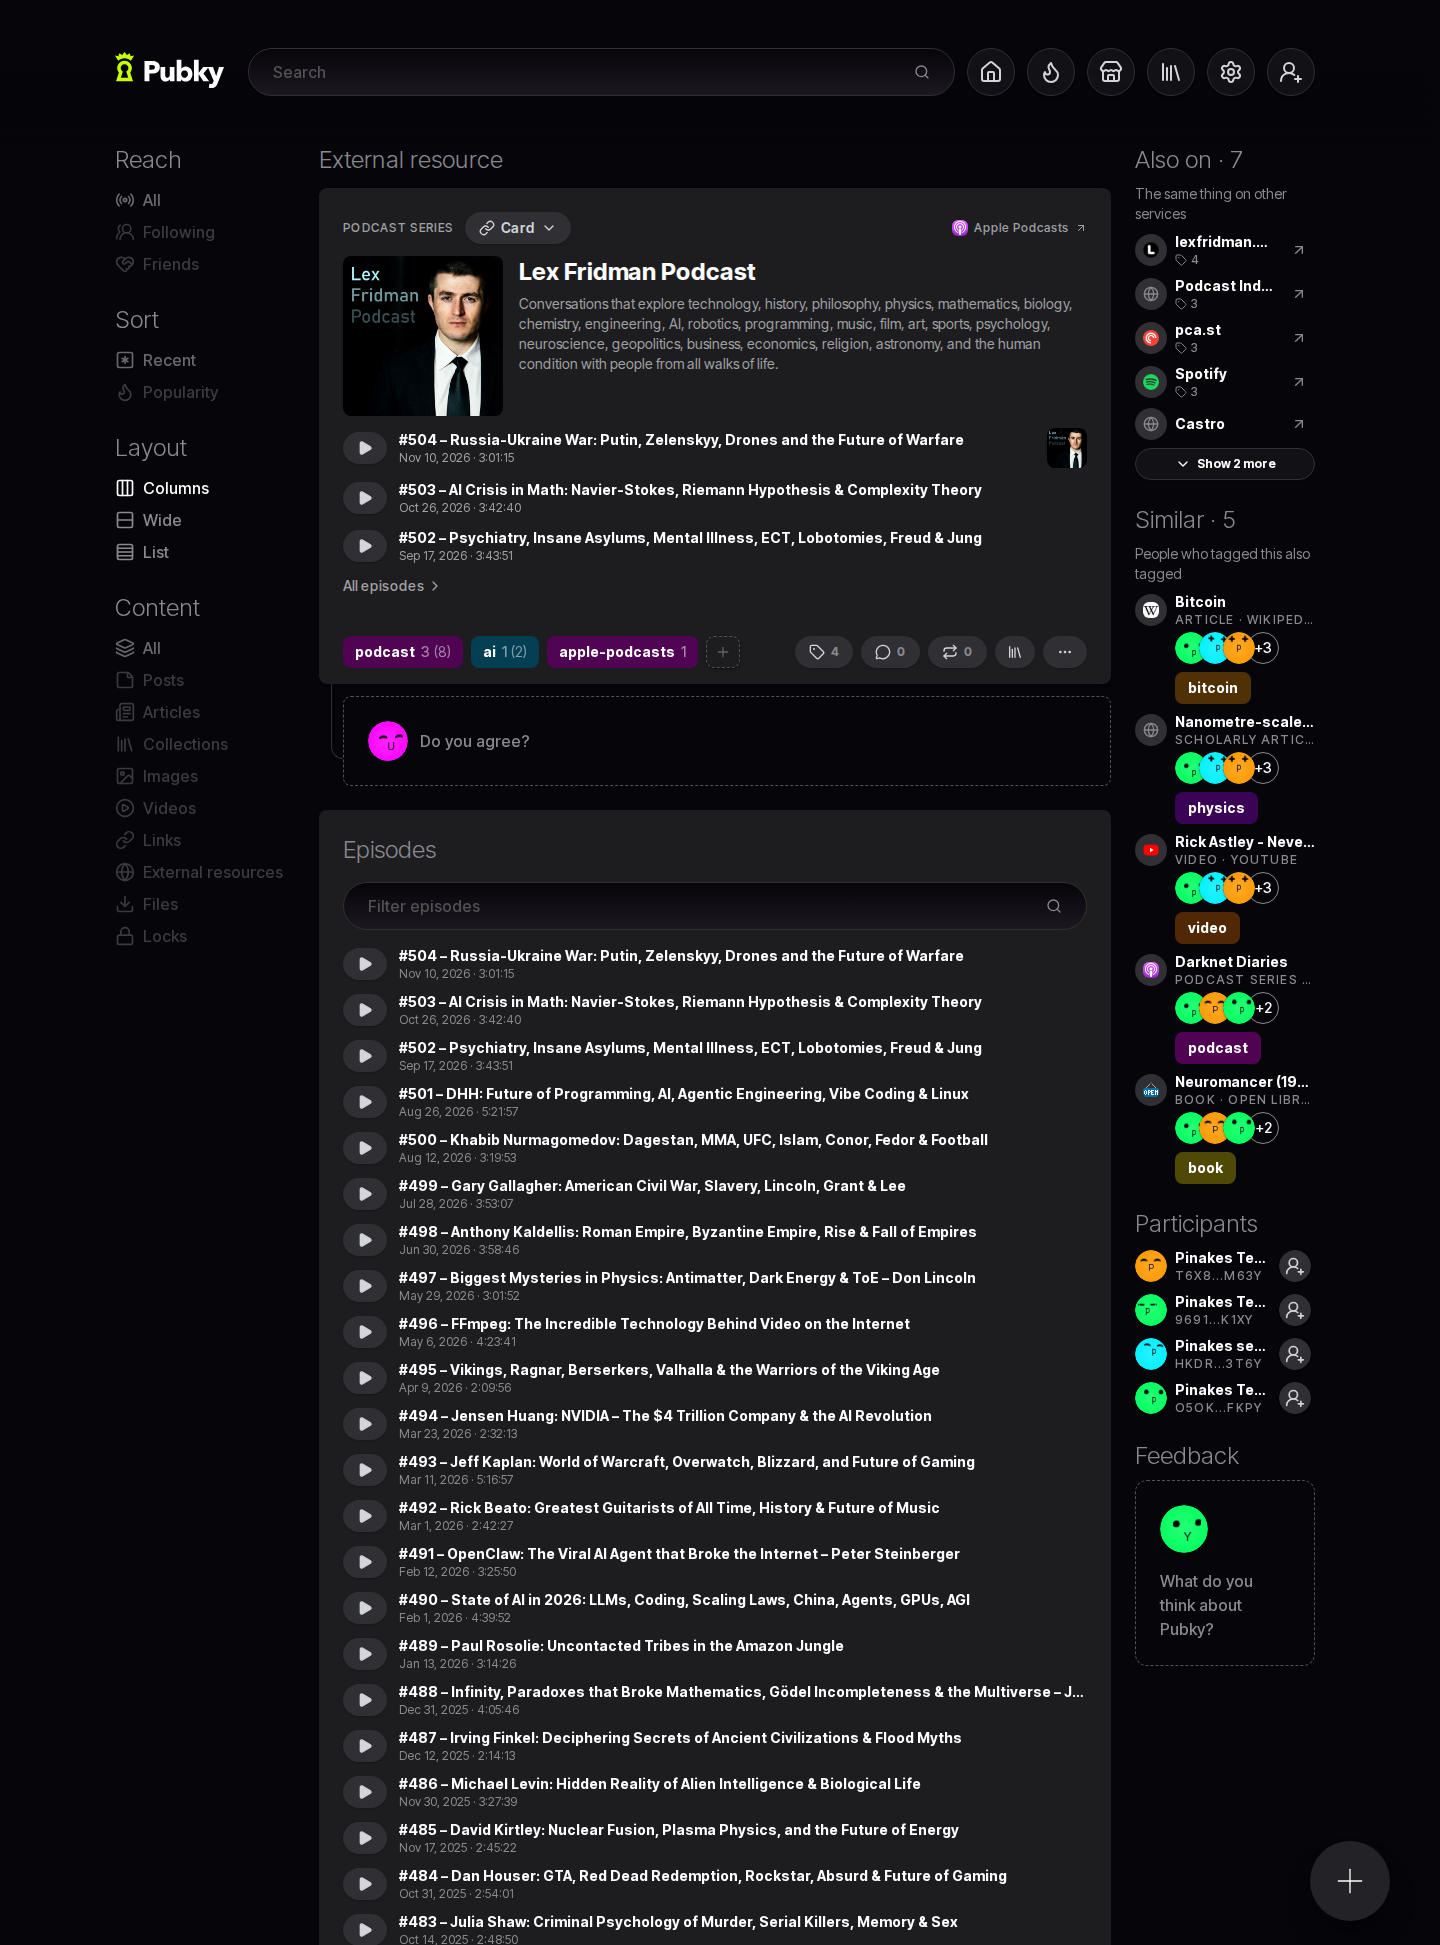 Pubky
Search
Reach
All
Following
Friends
Sort
Recent
Popularity
Layout
Columns
Wide
List
Content
All
Posts
Articles
Collections
Images
Videos
Links
External resources
Files
Locks
External resource
PODCAST SERIES
Card
Apple Podcasts
Lex
Fridman
Podcast
Lex Fridman Podcast
Conversations that explore technology, history, philosophy, physics, mathematics, biology,
chemistry, engineering, AI, robotics, programming, music, film, art, sports, psychology,
neuroscience, geopolitics, business, economics, religion, astronomy, and the human
condition with people from all walks of life.
#504 – Russia-Ukraine War: Putin, Zelenskyy, Drones and the Future of Warfare
Nov 10, 2026 · 3:01:15
Lex
Fridman
Podcast
#503 – AI Crisis in Math: Navier-Stokes, Riemann Hypothesis & Complexity Theory
Oct 26, 2026 · 3:42:40
#502 – Psychiatry, Insane Asylums, Mental Illness, ECT, Lobotomies, Freud & Jung
Sep 17, 2026 · 3:43:51
All episodes
podcast 3 (8)
ai 1 (2)
apple-podcasts 1
4
0
0
U
Do you agree?
Episodes
Filter episodes
#504 – Russia-Ukraine War: Putin, Zelenskyy, Drones and the Future of Warfare
Nov 10, 2026 · 3:01:15
#503 – AI Crisis in Math: Navier-Stokes, Riemann Hypothesis & Complexity Theory
Oct 26, 2026 · 3:42:40
#502 – Psychiatry, Insane Asylums, Mental Illness, ECT, Lobotomies, Freud & Jung
Sep 17, 2026 · 3:43:51
#501 – DHH: Future of Programming, AI, Agentic Engineering, Vibe Coding & Linux
Aug 26, 2026 · 5:21:57
#500 – Khabib Nurmagomedov: Dagestan, MMA, UFC, Islam, Conor, Fedor & Football
Aug 12, 2026 · 3:19:53
#499 – Gary Gallagher: American Civil War, Slavery, Lincoln, Grant & Lee
Jul 28, 2026 · 3:53:07
#498 – Anthony Kaldellis: Roman Empire, Byzantine Empire, Rise & Fall of Empires
Jun 30, 2026 · 3:58:46
#497 – Biggest Mysteries in Physics: Antimatter, Dark Energy & ToE – Don Lincoln
May 29, 2026 · 3:01:52
#496 – FFmpeg: The Incredible Technology Behind Video on the Internet
May 6, 2026 · 4:23:41
#495 – Vikings, Ragnar, Berserkers, Valhalla & the Warriors of the Viking Age
Apr 9, 2026 · 2:09:56
#494 – Jensen Huang: NVIDIA – The $4 Trillion Company & the AI Revolution
Mar 23, 2026 · 2:32:13
#493 – Jeff Kaplan: World of Warcraft, Overwatch, Blizzard, and Future of Gaming
Mar 11, 2026 · 5:16:57
#492 – Rick Beato: Greatest Guitarists of All Time, History & Future of Music
Mar 1, 2026 · 2:42:27
#491 – OpenClaw: The Viral AI Agent that Broke the Internet – Peter Steinberger
Feb 12, 2026 · 3:25:50
#490 – State of AI in 2026: LLMs, Coding, Scaling Laws, China, Agents, GPUs, AGI
Feb 1, 2026 · 4:39:52
#489 – Paul Rosolie: Uncontacted Tribes in the Amazon Jungle
Jan 13, 2026 · 3:14:26
#488 – Infinity, Paradoxes that Broke Mathematics, Gödel Incompleteness & the Multiverse – J...
Dec 31, 2025 · 4:05:46
#487 – Irving Finkel: Deciphering Secrets of Ancient Civilizations & Flood Myths
Dec 12, 2025 · 2:14:13
#486 – Michael Levin: Hidden Reality of Alien Intelligence & Biological Life
Nov 30, 2025 · 3:27:39
#485 – David Kirtley: Nuclear Fusion, Plasma Physics, and the Future of Energy
Nov 17, 2025 · 2:45:22
#484 – Dan Houser: GTA, Red Dead Redemption, Rockstar, Absurd & Future of Gaming
Oct 31, 2025 · 2:54:01
#483 – Julia Shaw: Criminal Psychology of Murder, Serial Killers, Memory & Sex
Oct 14, 2025 · 2:48:50
Also on · 7
The same thing on other
services
L
lexfridman....
4
Podcast Ind...
3
pca.st
3
Spotify
3
Castro
Show 2 more
Similar · 5
People who tagged this also
tagged
W
Bitcoin
ARTICLE · WIKIPED...
P P P +3
bitcoin
Nanometre-scale...
SCHOLARLY ARTIC...
P P P +3
physics
Rick Astley - Neve...
VIDEO · YOUTUBE
P P P +3
video
Darknet Diaries
PODCAST SERIES ...
P P P +2
podcast
OPEN
Neuromancer (19...
BOOK · OPEN LIBR...
P P P +2
book
Participants
P
Pinakes Te...
T6X8...M63Y
P
Pinakes Te...
9691...K1XY
P
Pinakes se...
HKDR...3T6Y
P
Pinakes Te...
O5OK...FKPY
Feedback
Y
What do you
think about
Pubky?